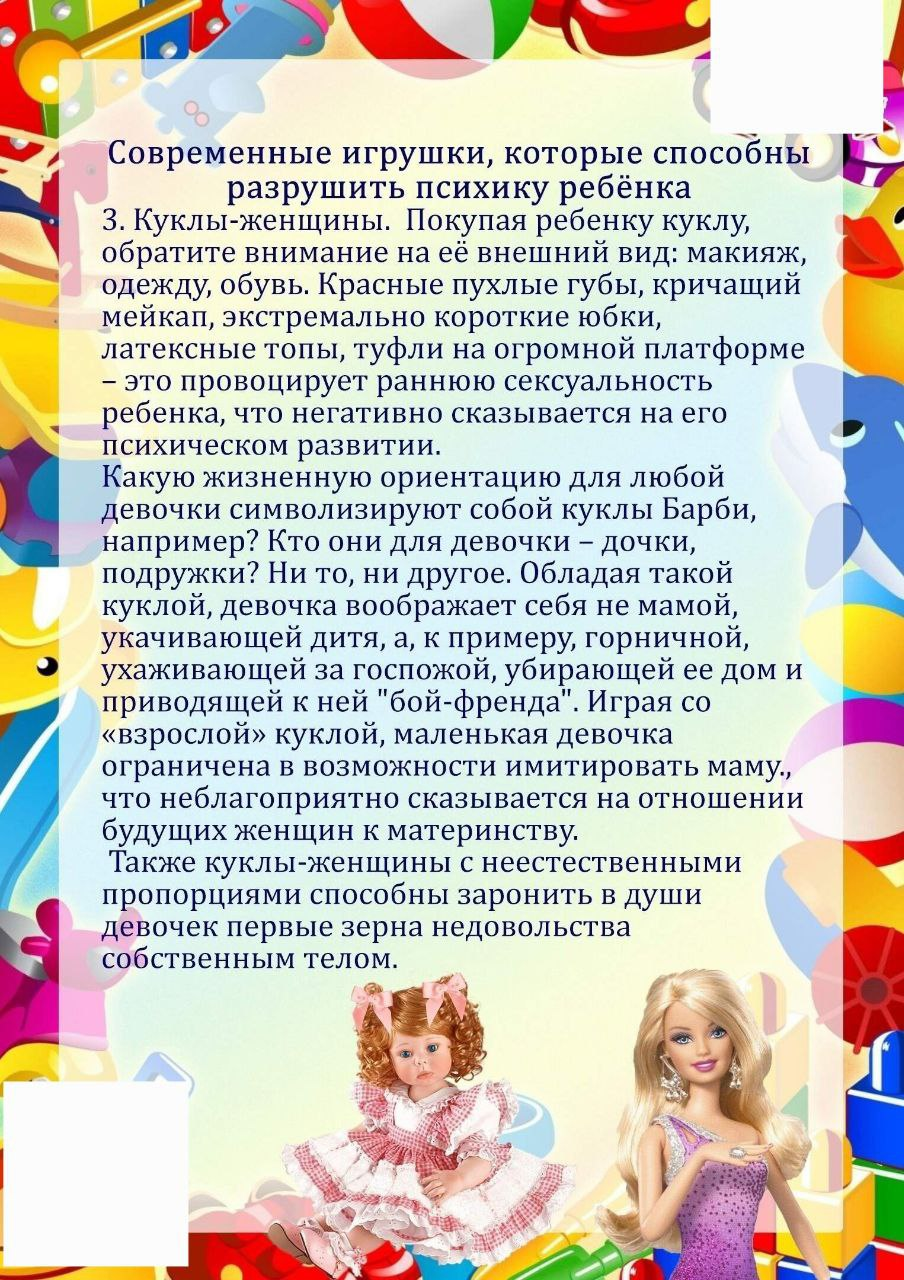 Современные игрушки, которые способны
разрушить психику ребёнка
3. Куклы-женщины.  Покупая ребенку куклу,
обратите внимание на её внешний вид: макияж,
одежду, обувь. Красные пухлые губы, кричащий
мейкап, экстремально короткие юбки,
латексные топы, туфли на огромной платформе
– это провоцирует раннюю сексуальность
ребенка, что негативно сказывается на его
психическом развитии.
Какую жизненную ориентацию для любой
девочки символизируют собой куклы Барби,
например? Кто они для девочки – дочки,
подружки? Ни то, ни другое. Обладая такой
куклой, девочка воображает себя не мамой,
укачивающей дитя, а, к примеру, горничной,
ухаживающей за госпожой, убирающей ее дом и
приводящей к ней "бой-френда". Играя со
«взрослой» куклой, маленькая девочка
ограничена в возможности имитировать маму.,
что неблагоприятно сказывается на отношении
будущих женщин к материнству.
Также куклы-женщины с неестественными
пропорциями способны заронить в души
девочек первые зерна недовольства
собственным телом.